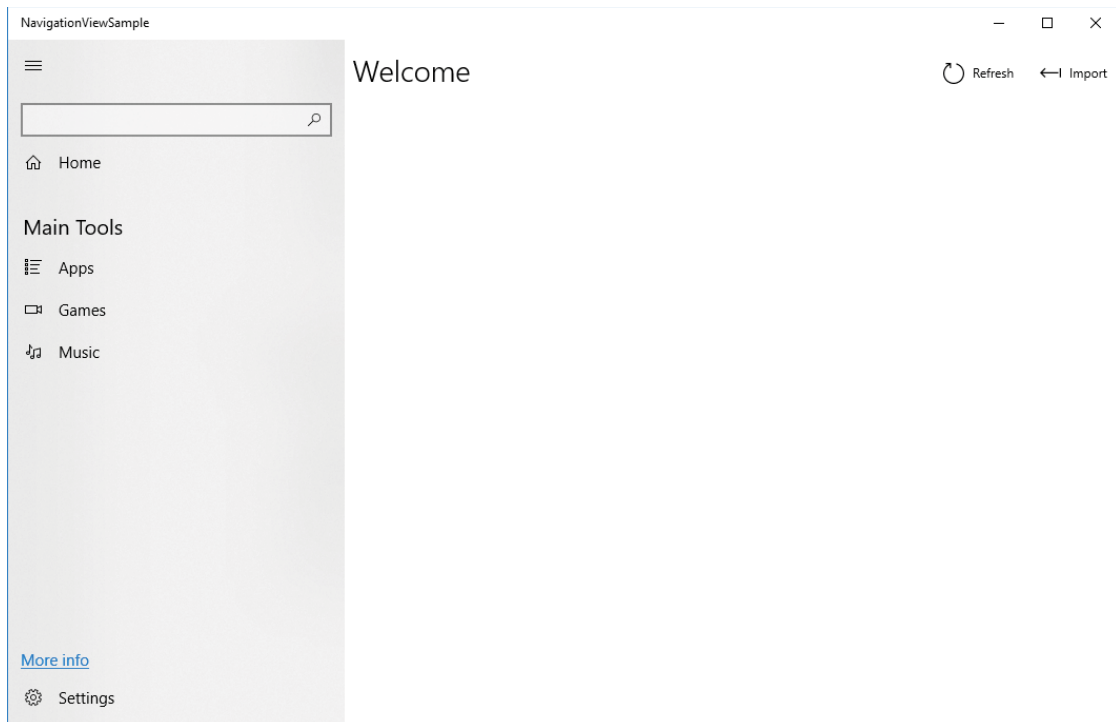 NavigationViewSample
Welcome
Refresh
Import
Home
Main Tools
Apps
Games
Music
More info
Settings